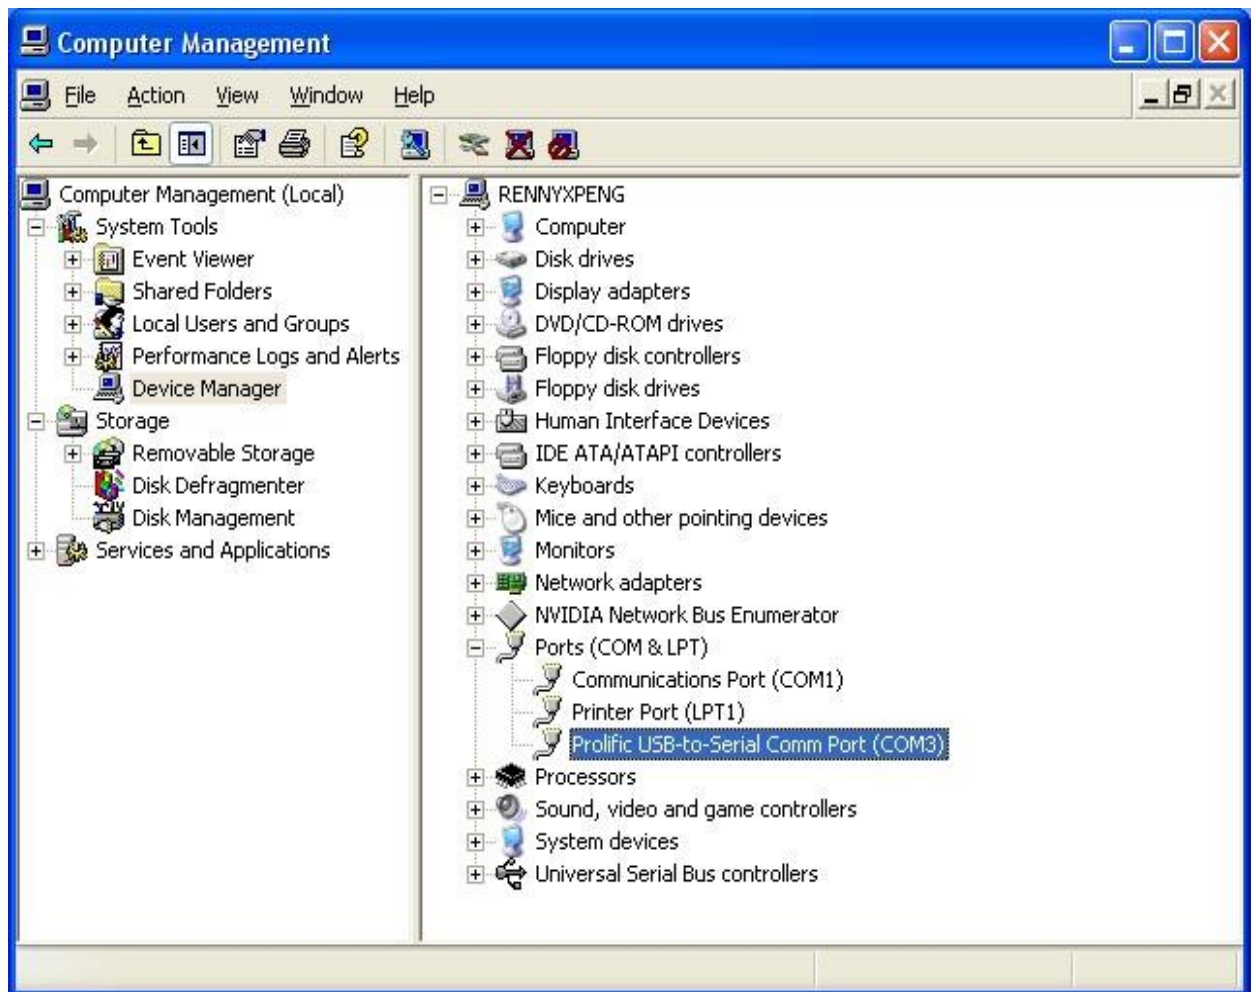 Computer Management
File Action View Window Help
Computer Management (Local)
System Tools
Event Viewer
Shared Folders
Local Users and Groups
Performance Logs and Alerts
Device Manager
Storage
Removable Storage
Disk Defragmenter
Disk Management
Services and Applications
RENNYXPENG
Computer
Disk drives
Display adapters
DVD/CD-ROM drives
Floppy disk controllers
Floppy disk drives
Human Interface Devices
IDE ATA/ATAPI controllers
Keyboards
Mice and other pointing devices
Monitors
Network adapters
NVIDIA Network Bus Enumerator
Ports (COM & LPT)
Communications Port (COM1)
Printer Port (LPT1)
Prolific USB-to-Serial Comm Port (COM3)
Processors
Sound, video and game controllers
System devices
Universal Serial Bus controllers